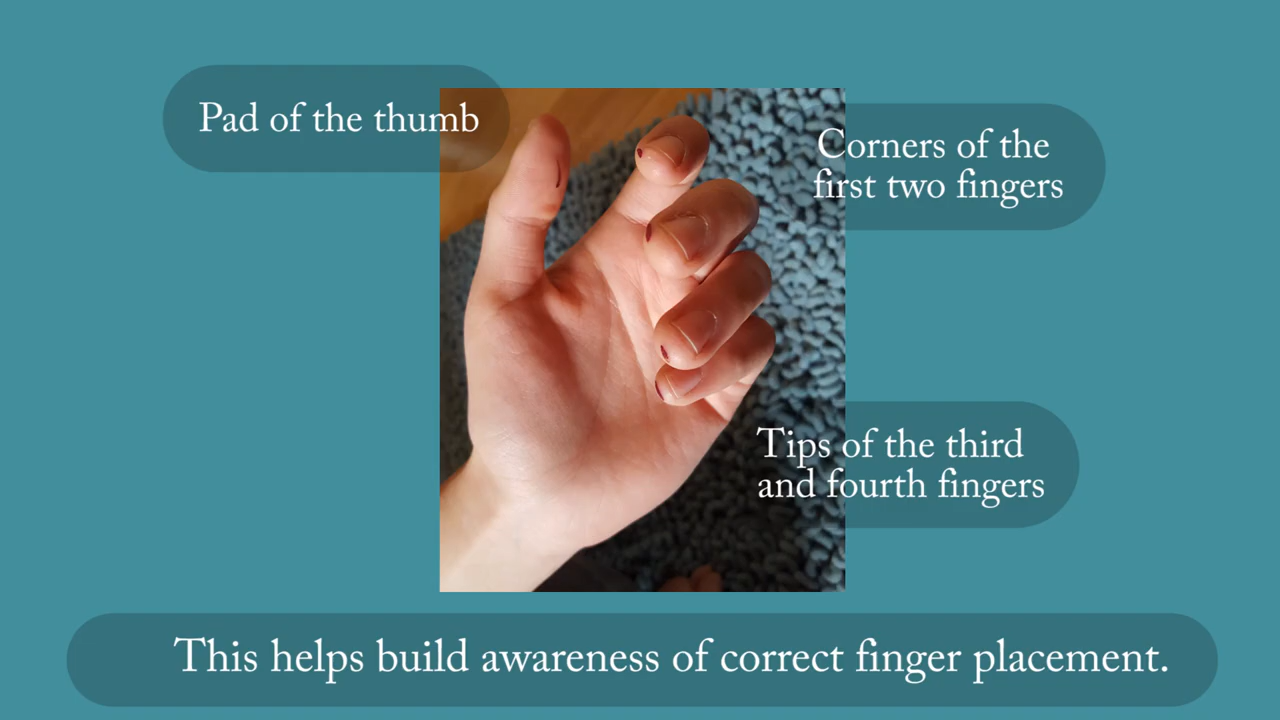 Pad of the thumb
Corners of the
first two fingers
Tips of the third
and fourth fingers
This helps build awareness of correct finger placement.